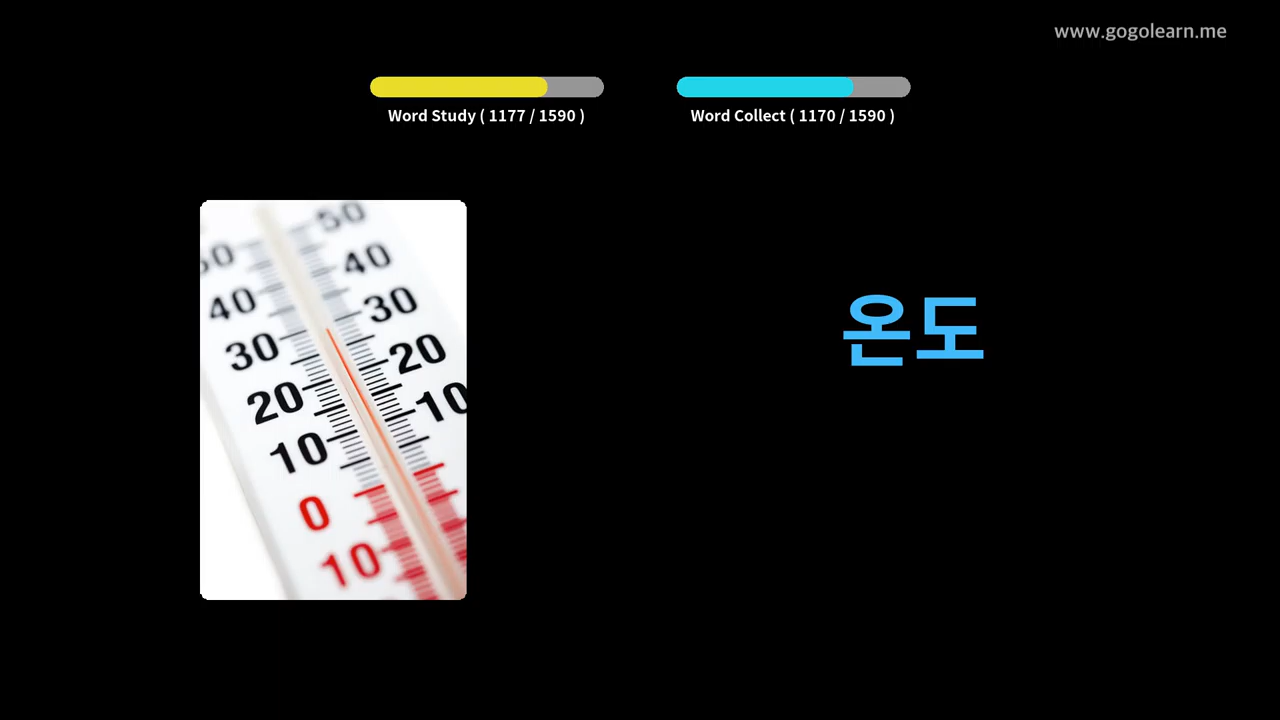 www.gogolearn.me
Word Study ( 1177 / 1590 )
Word Collect ( 1170 / 1590 )
50
50 40
40 30
30 20
20 10
10
0
10
온도